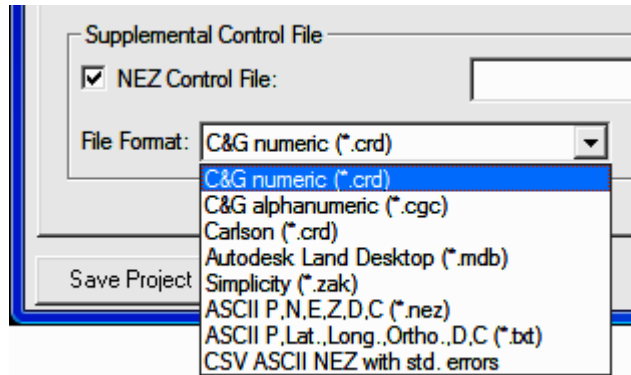 Supplemental Control File
NEZ Control File:
File Format: C&G numeric (*.crd)
C&G numeric (*.crd)
C&G alphanumeric (*.cgc)
Carlson (*.crd)
Autodesk Land Desktop (*.mdb)
Save Project
Simplicity (*.zak)
ASCII P,N,E,Z,D,C (*.nez)
ASCII P,Lat.,Long.,Ortho.,D,C (*.txt)
CSV ASCII NEZ with std. errors